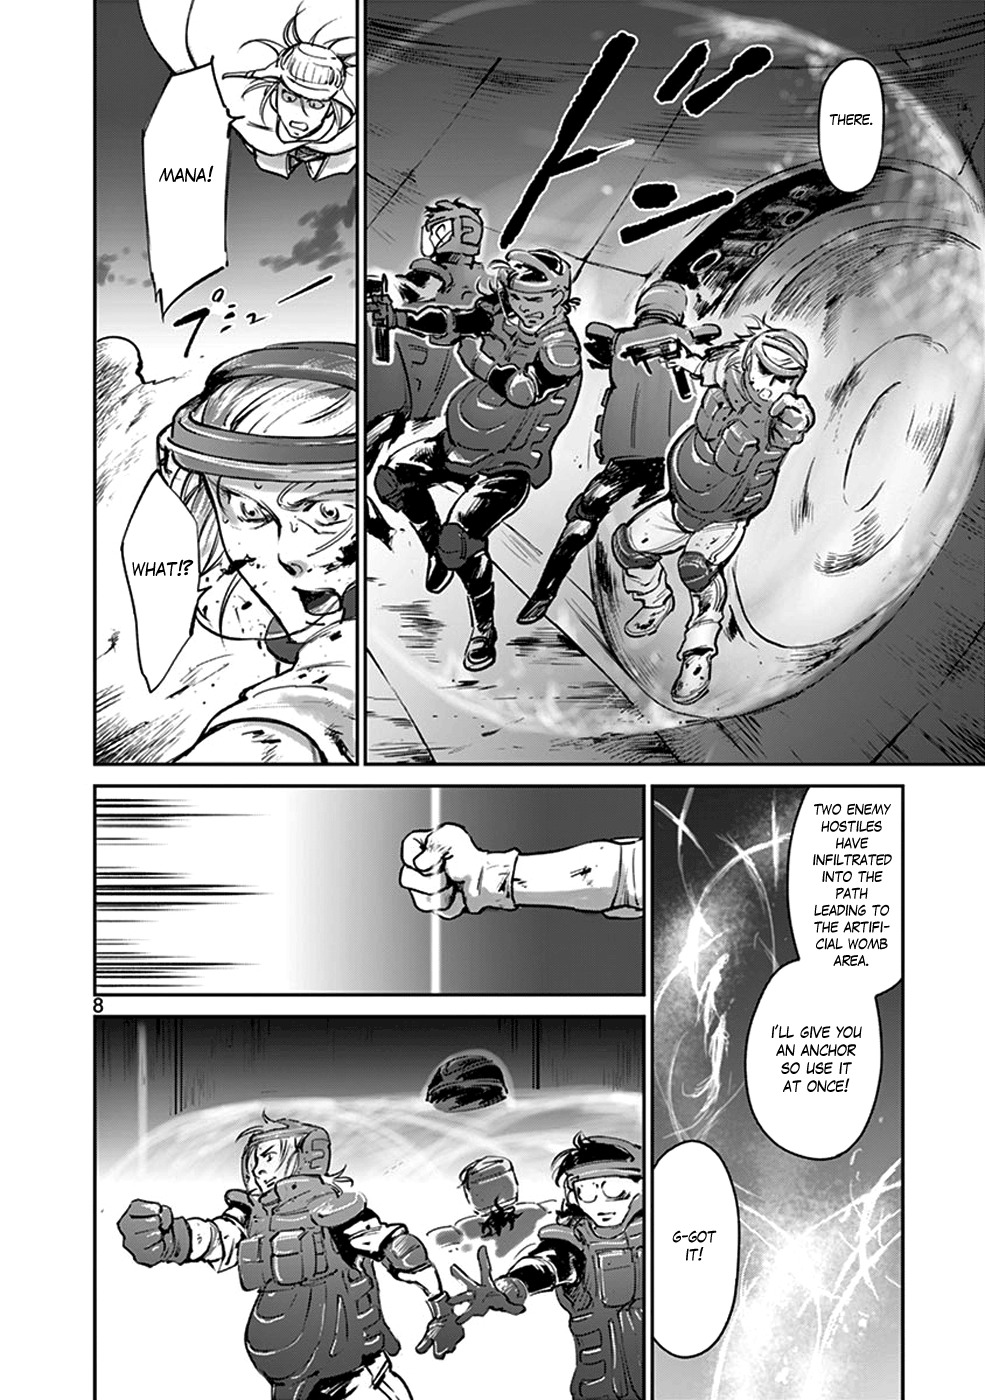 THERE.
ドン
MANA!
プシュ
WHAT!?
TWO ENEMY
HOSTILES
HAVE
INFILTRATED
INTO THE
PATH
LEADING TO
THE ARTIFI-
CIAL WOMB
AREA.
I'LL GIVE YOU
AN ANCHOR
SO USE IT
AT ONCE!
G-GOT
IT!
8